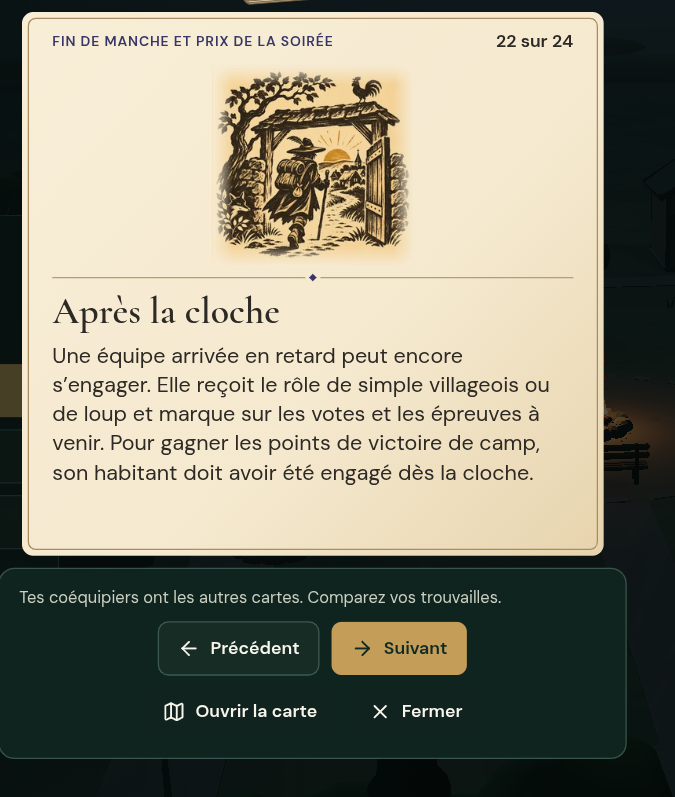 FIN DE MANCHE ET PRIX DE LA SOIRÉE
22 sur 24
Après la cloche
Une équipe arrivée en retard peut encore
s’engager. Elle reçoit le rôle de simple villageois ou
de loup et marque sur les votes et les épreuves à
venir. Pour gagner les points de victoire de camp,
son habitant doit avoir été engagé dès la cloche.
Tes coéquipiers ont les autres cartes. Comparez vos trouvailles.
Précédent
Suivant
Ouvrir la carte
Fermer